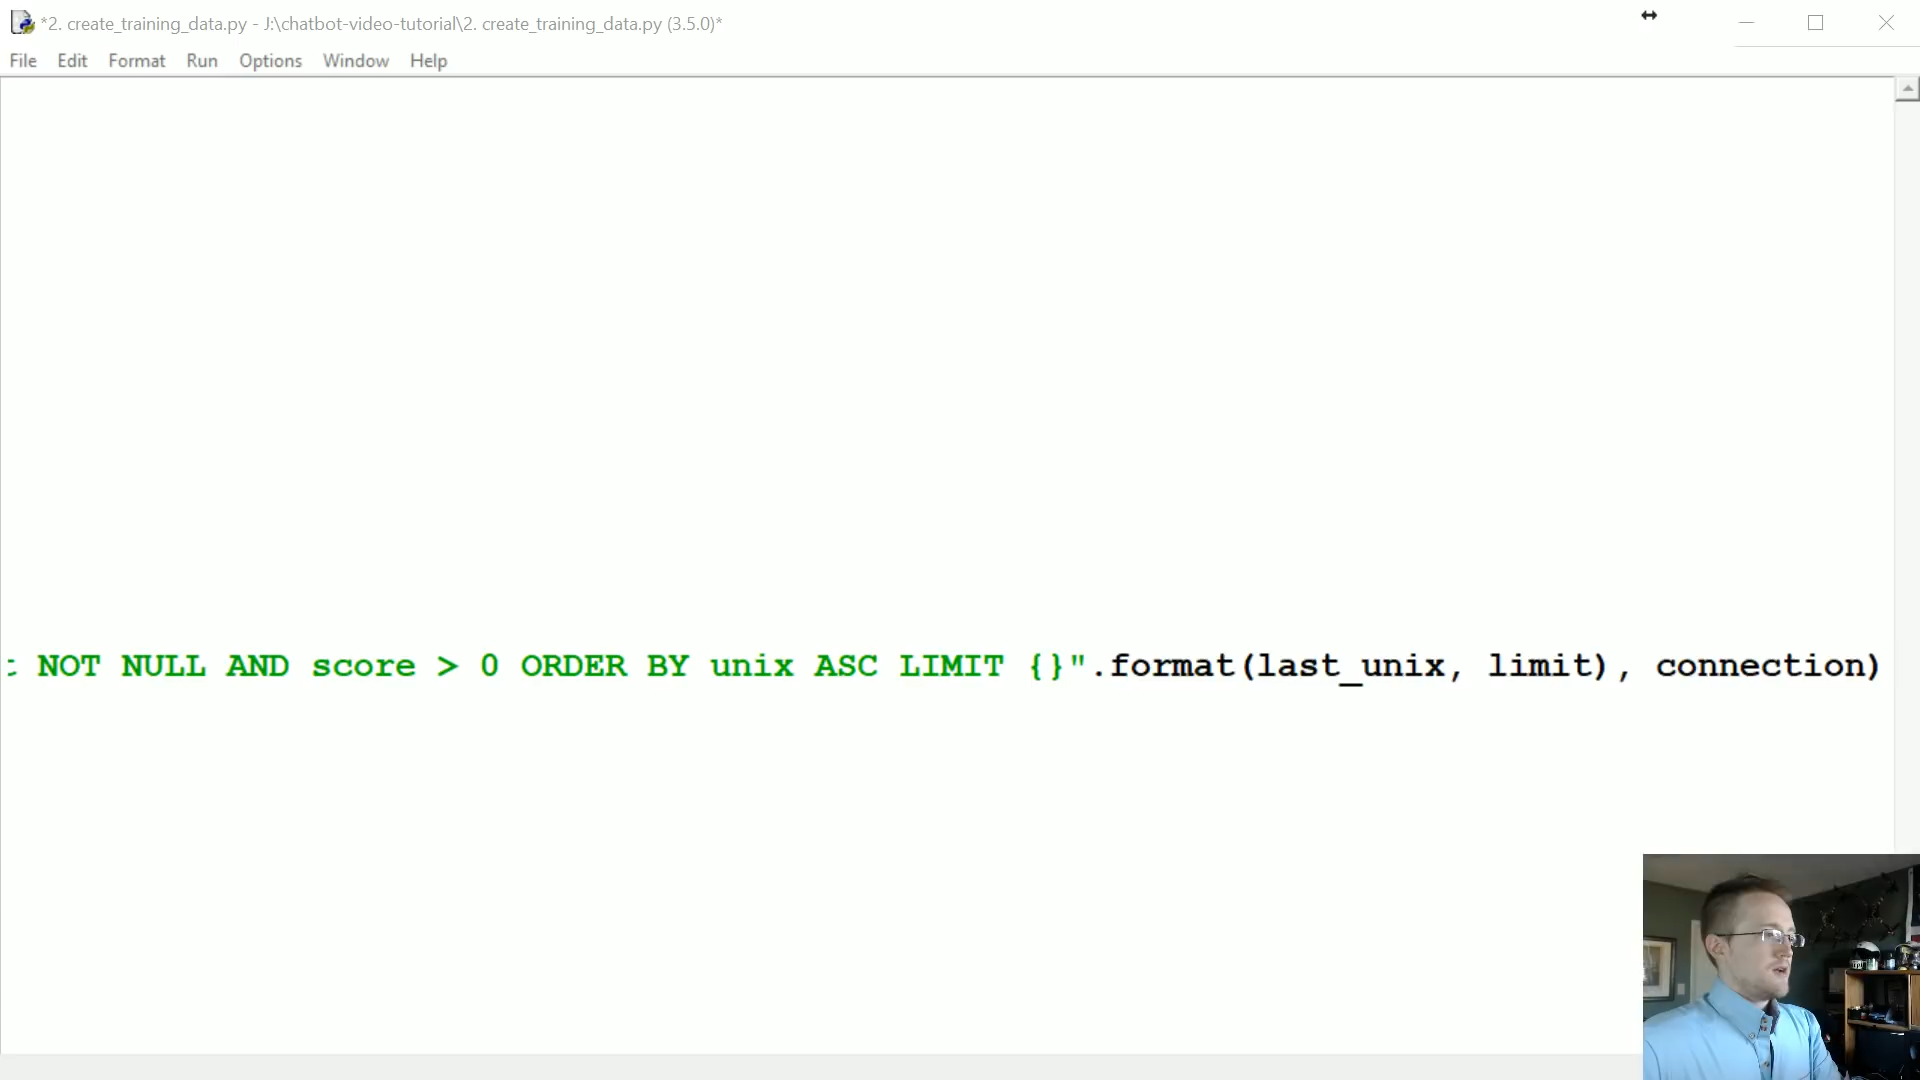 *2. create_training_data.py - J:\chatbot-video-tutorial\2. create_training_data.py (3.5.0)*
File Edit Format Run Options Window Help
NOT NULL AND score > 0 ORDER BY unix ASC LIMIT {}".format(last_unix, limit), connection)